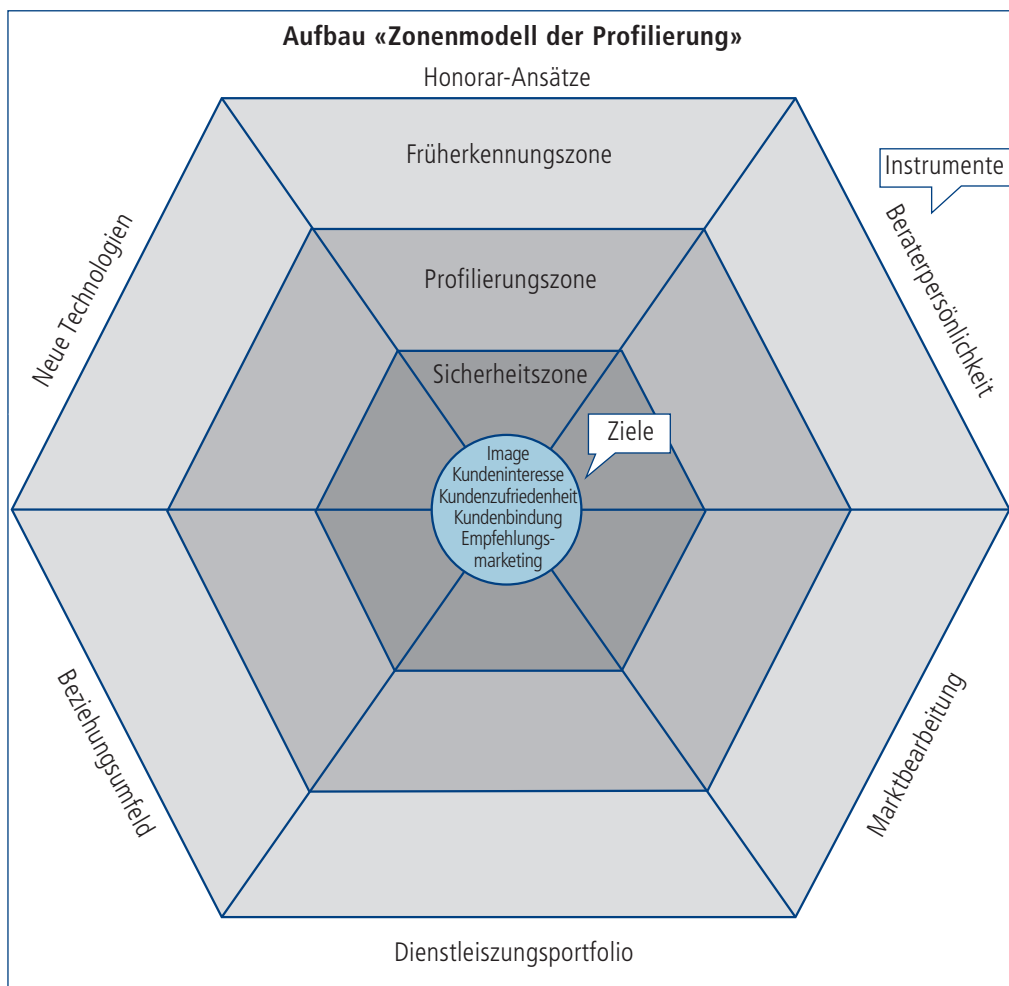 Aufbau «Zonenmodell der Profilierung»
Honorar-Ansätze
Früherkennungszone
Instrumente
Neue Technologien
Beraterpersönlichkeit
Profilierungszone
Sicherheitszone
Ziele
Image
Kundeninteresse
Kundenzufriedenheit
Kundenbindung
Empfehlungs-
marketing
Beziehungsumfeld
Marktbearbeitung
Dienstleiszungsportfolio